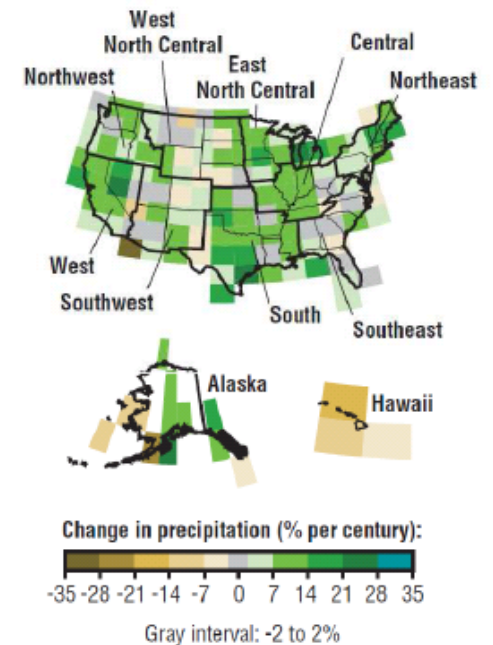 West
North Central
Central
East
North Central
Northwest
Northeast
West
Southwest
South
Southeast
Alaska
Hawaii
Change in precipitation (% per century):
-35 -28 -21 -14 -7 0 7 14 21 28 35
Gray interval: -2 to 2%